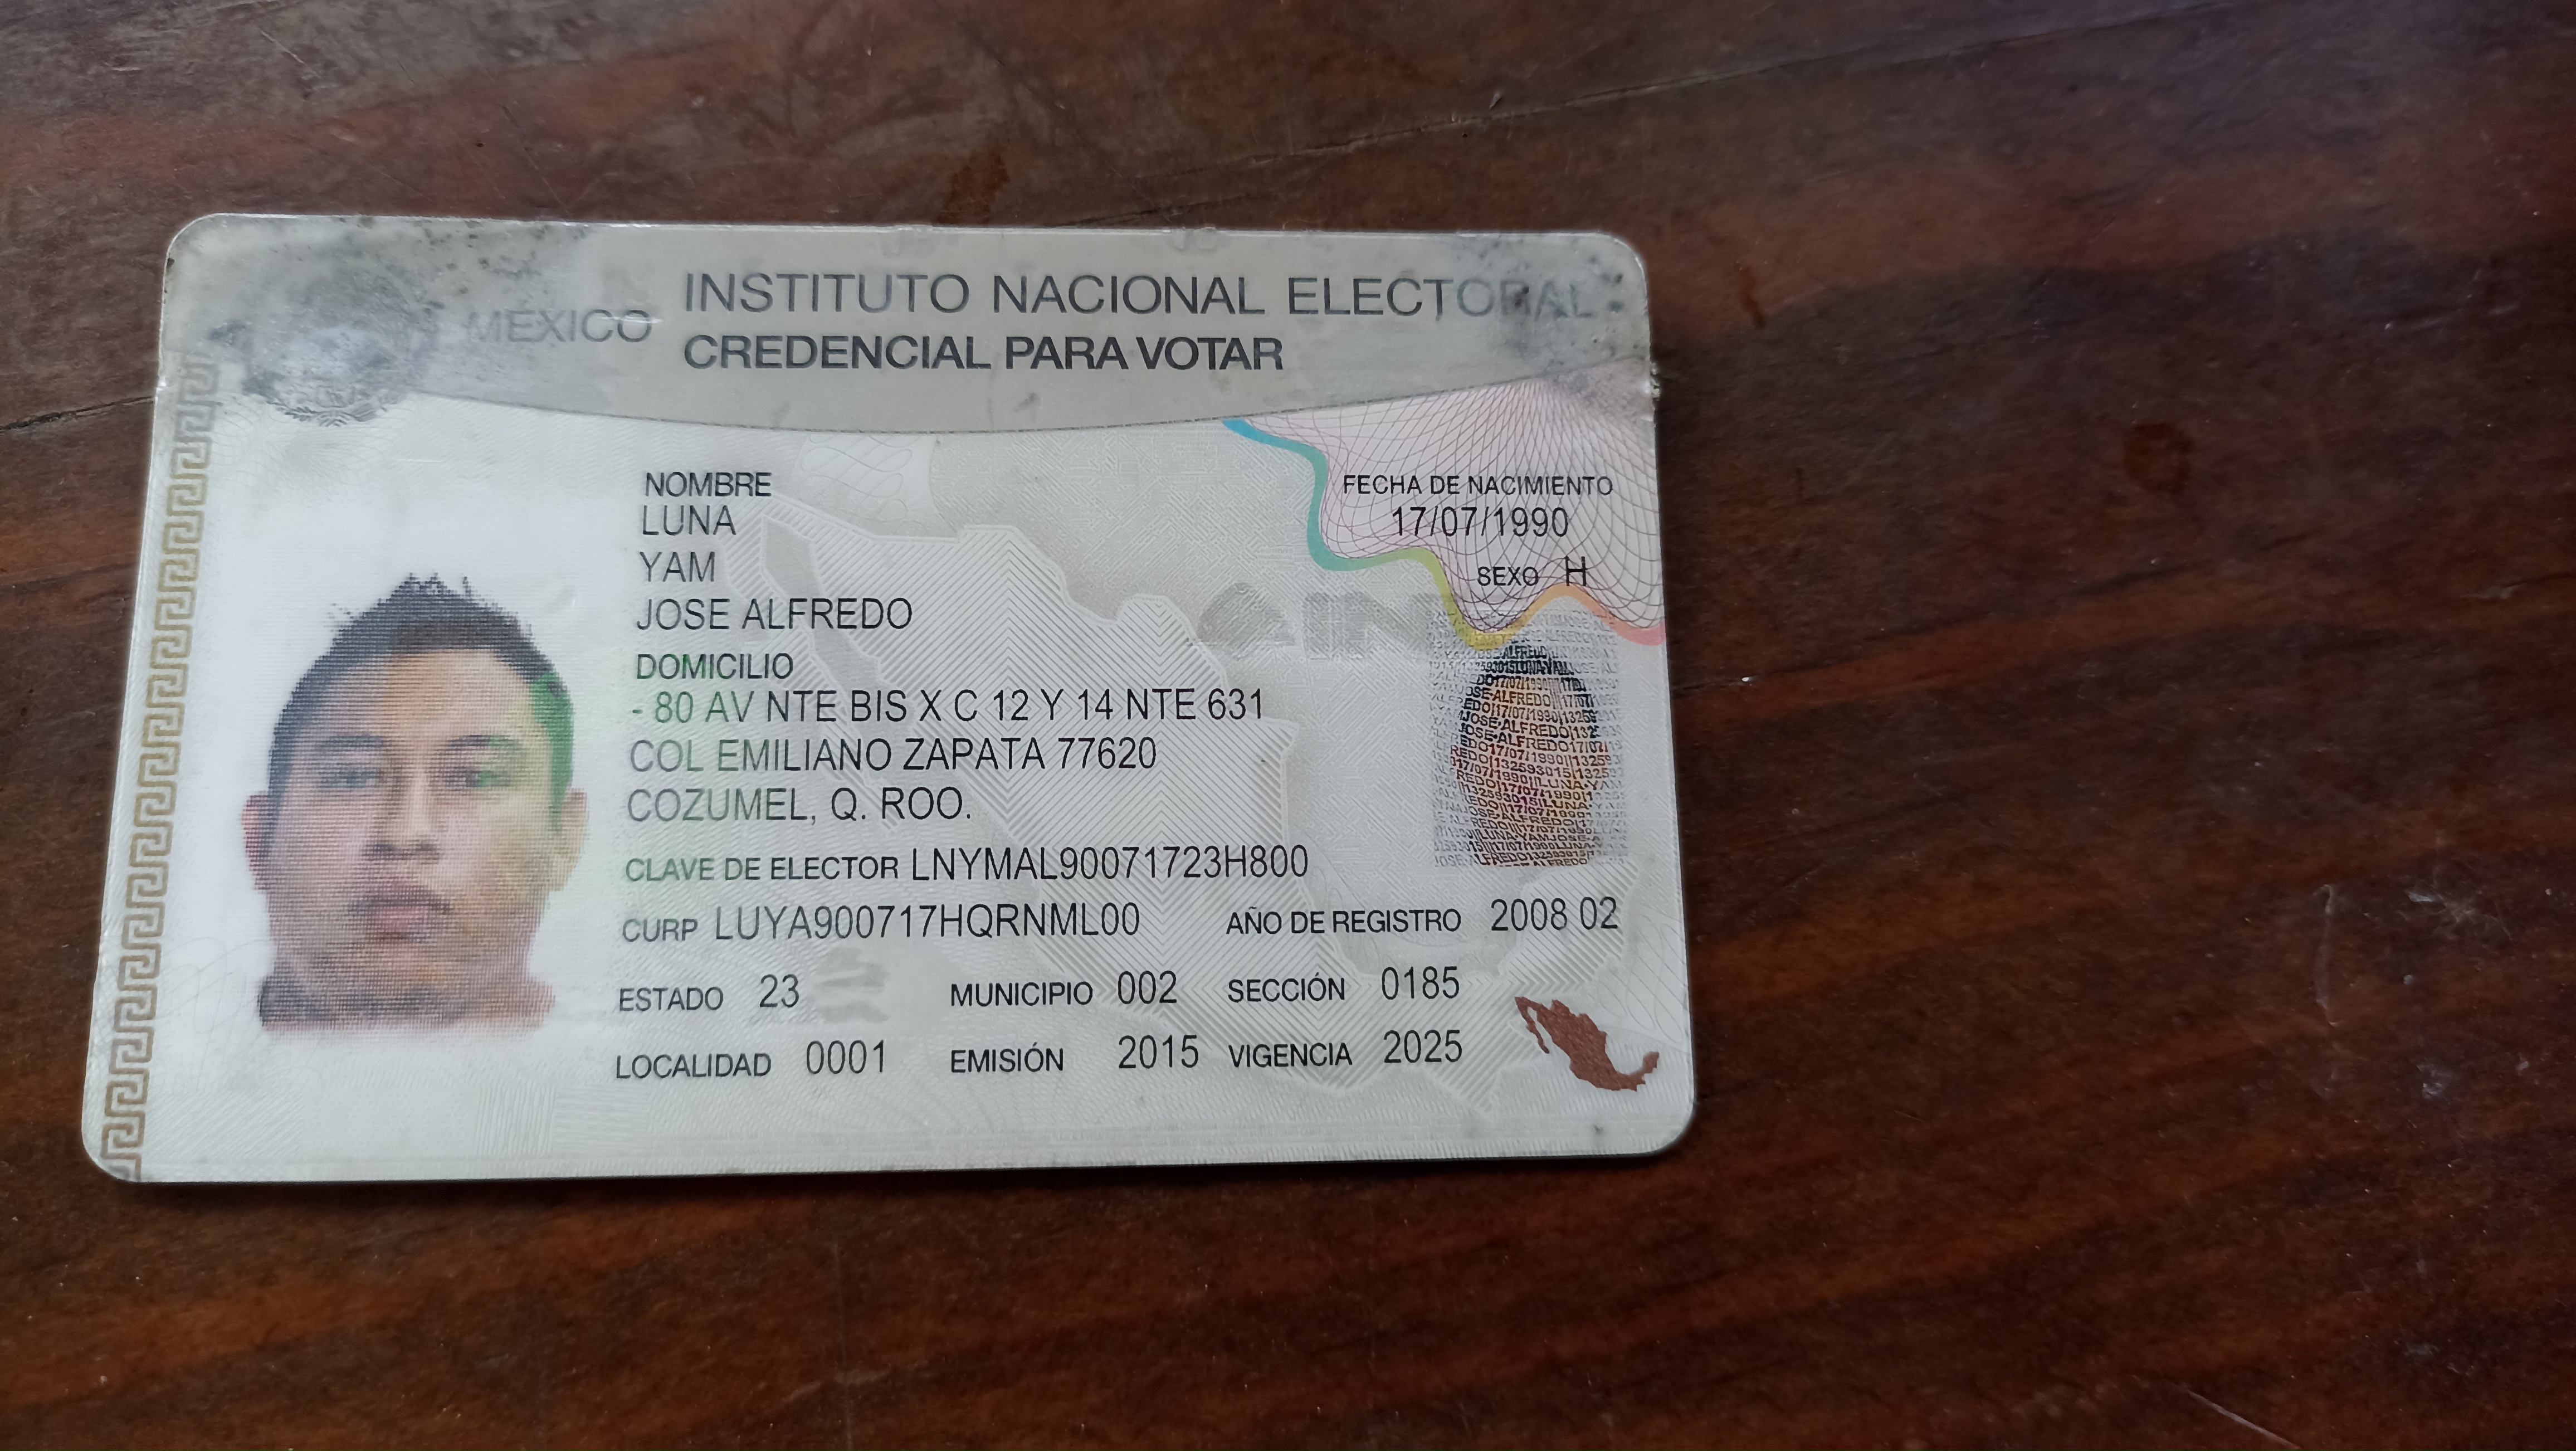 MÉXICO
INSTITUTO NACIONAL ELECTORAL
CREDENCIAL PARA VOTAR
NOMBRE
LUNA
YAM
JOSE ALFREDO
FECHA DE NACIMIENTO
17/07/1990
SEXO H
DOMICILIO
- 80 AV NTE BIS X C 12 Y 14 NTE 631
COL EMILIANO ZAPATA 77620
COZUMEL, Q. ROO.
CLAVE DE ELECTOR LNYMAL90071723H800
CURP LUYA900717HQRNML00 AÑO DE REGISTRO 2008 02
ESTADO 23 MUNICIPIO 002 SECCIÓN 0185
LOCALIDAD 0001 EMISIÓN 2015 VIGENCIA 2025